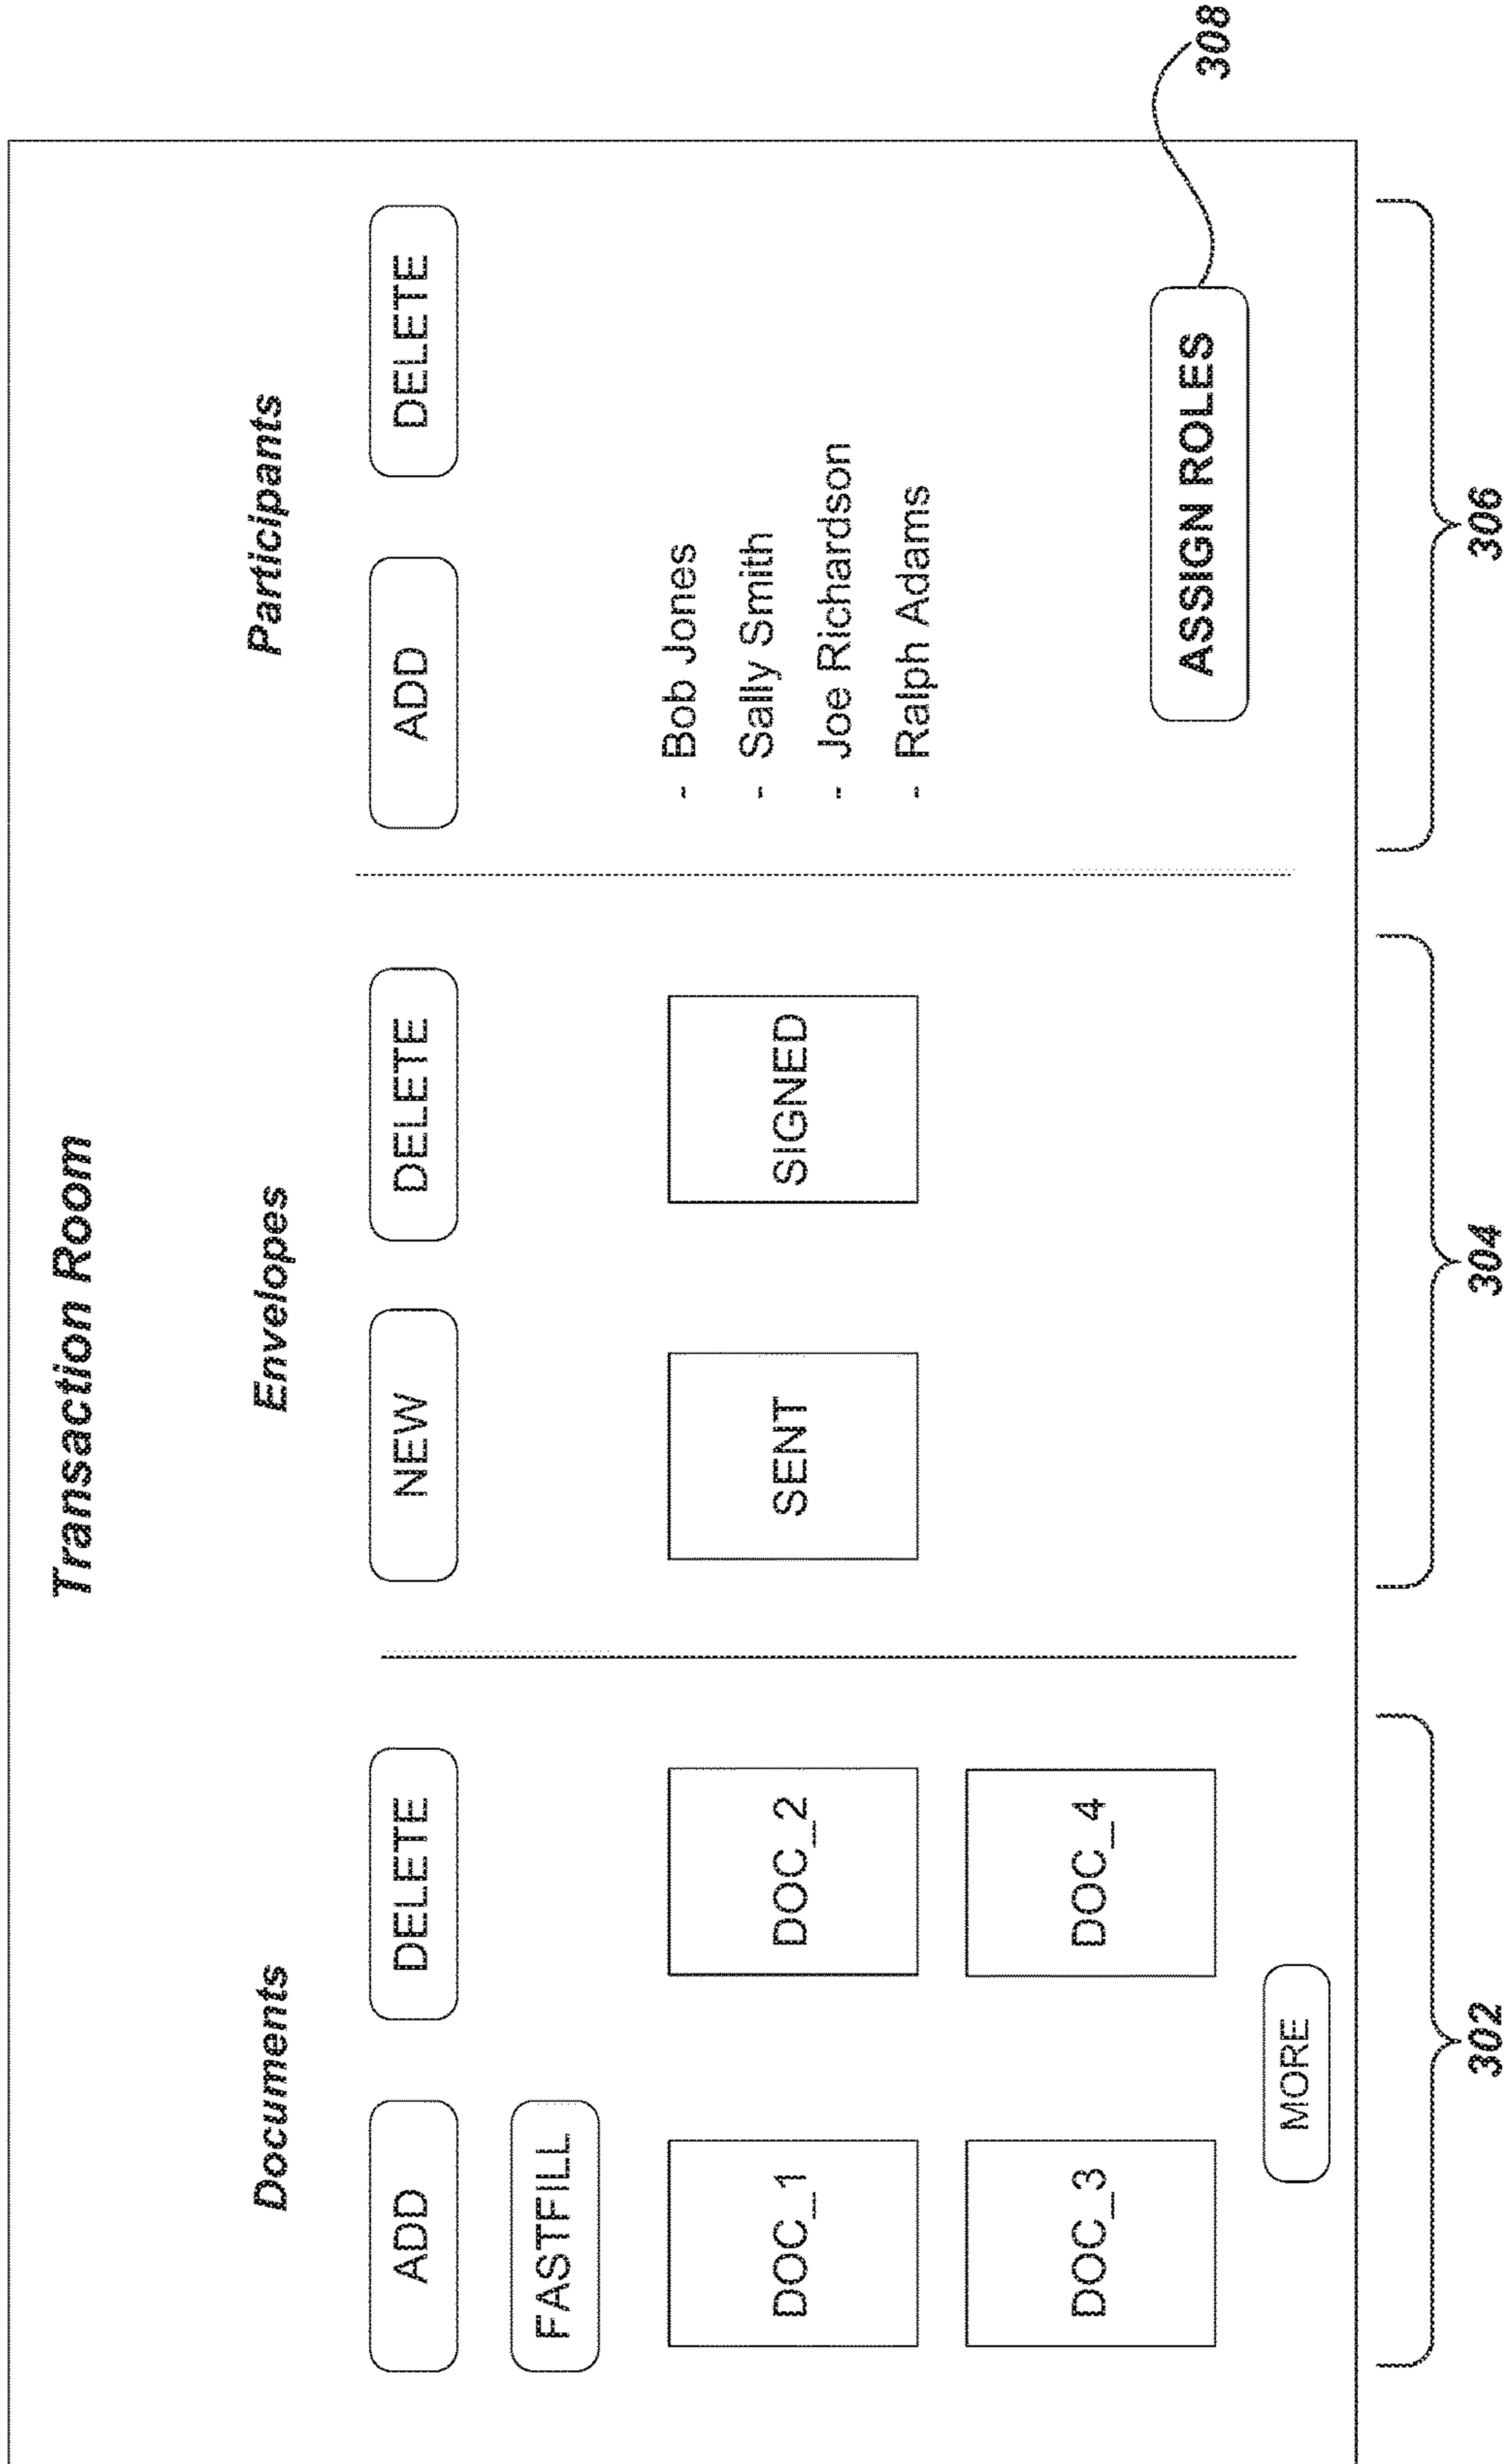 Transaction Room
Documents
Envelopes
Participants
ADD
DELETE
NEW
DELETE
ADD
DELETE
FASTFILL
DOC_1
DOC_2
SENT
SIGNED
- Bob Jones
- Sally Smith
- Joe Richardson
- Ralph Adams
DOC_3
DOC_4
ASSIGN ROLES
308
MORE
302
304
306